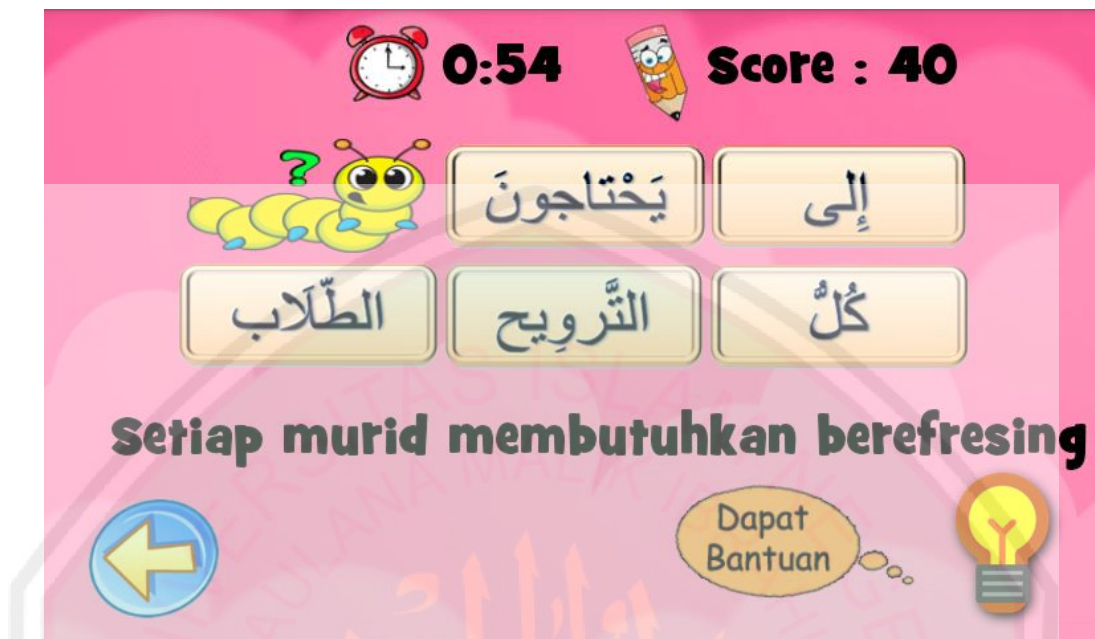 0:54 Score : 40
?
إِلى يَحْتاجونَ
كُلُّ التَّروِيح الطّلَاب
Setiap murid membutuhkan berefresing
Dapat
Bantuan